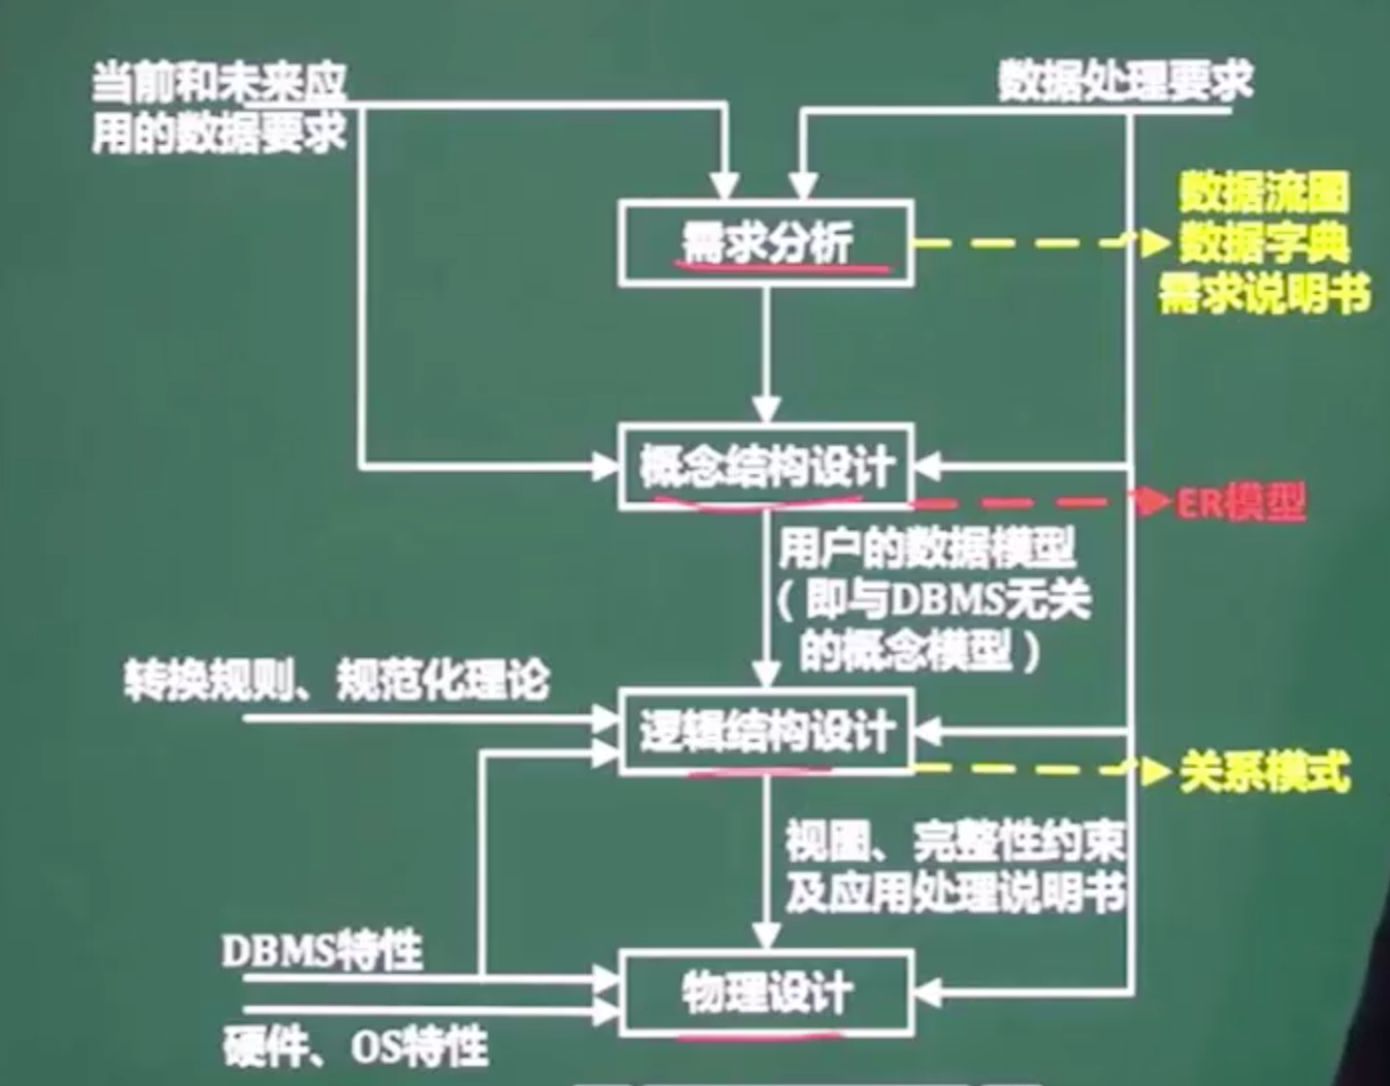 当前和未来应
用的数据要求
数据处理要求
需求分析
数据流图
数据字典
需求说明书
概念结构设计
ER模型
用户的数据模型
（即与DBMS无关
的概念模型）
转换规则、规范化理论
逻辑结构设计
关系模式
视图、完整性约束
及应用处理说明书
DBMS特性
物理设计
硬件、OS特性